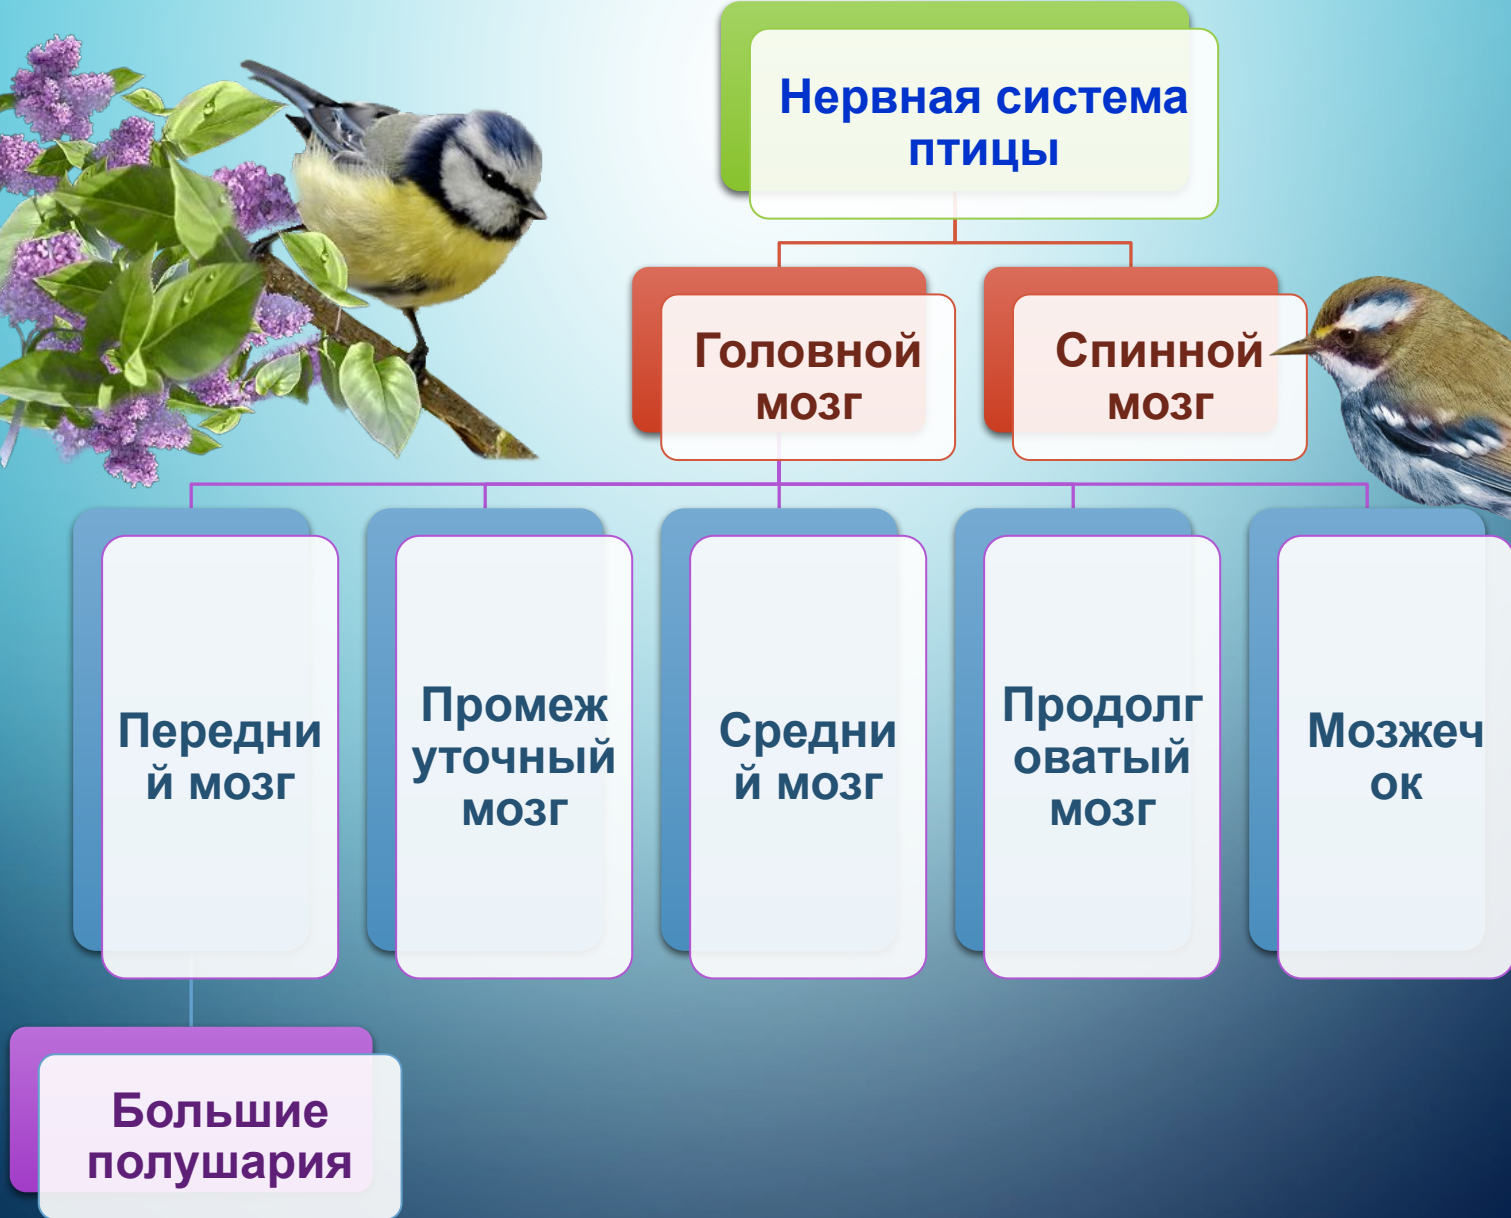 Нервная система
птицы
Головной
мозг
Спинной
мозг
Передни
й мозг
Промеж
уточный
мозг
Средни
й мозг
Продолг
оватый
мозг
Мозжеч
ок
Большие
полушария